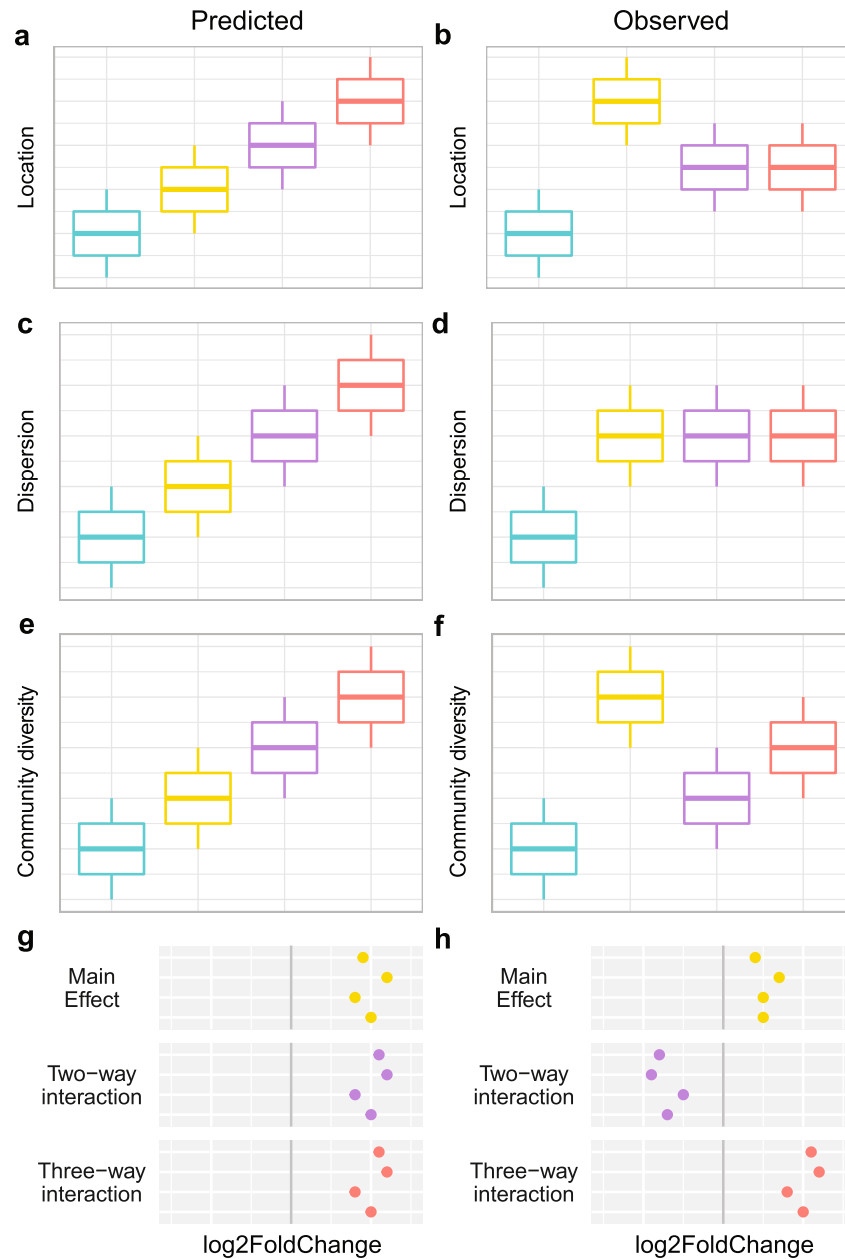 Predicted
Observed
a
b
Location
Location
c
d
Dispersion
Dispersion
e
f
Community diversity
Community diversity
g
h
Main
Effect
Main
Effect
Two−way
interaction
Two−way
interaction
Three−way
interaction
Three−way
interaction
log2FoldChange
log2FoldChange